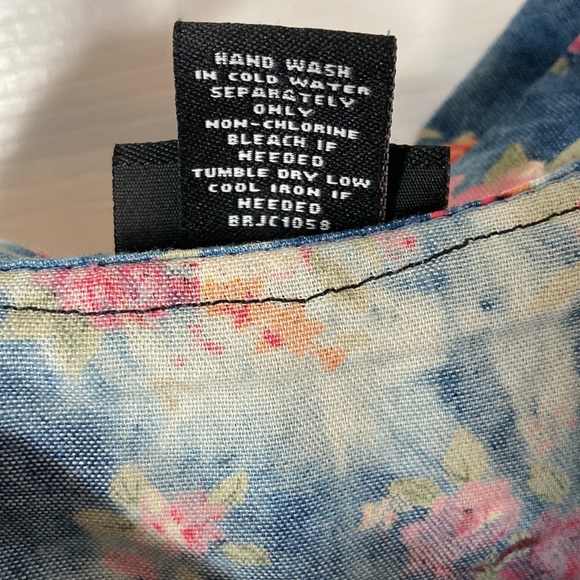 HAND WASH
IN COLD WATER
SEPARATELY
ONLY
NON-CHLORINE
BLEACH IF
NEEDED
TUMBLE DRY LOW
COOL IRON IF
NEEDED
BRJC1058